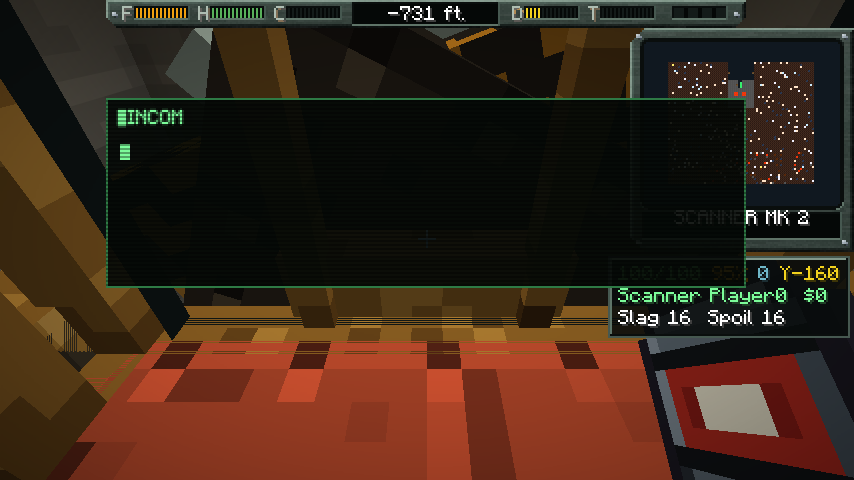 F H C -731 ft. D T
INCOM
SCANNER MK 2
100/100 95% 0 Y-160
Scanner Player0 $0
Slag 16 Spoil 16